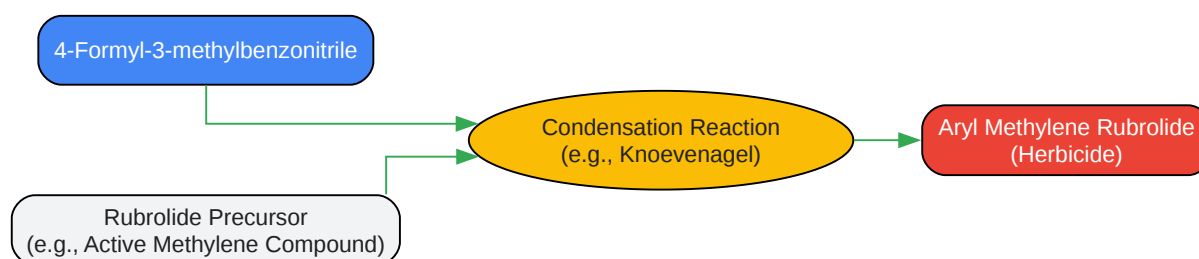 4-Formyl-3-methylbenzonitrile
Condensation Reaction
(e.g., Knoevenagel)
Aryl Methylene Rubrolide
(Herbicide)
Rubrolide Precursor
(e.g., Active Methylene Compound)